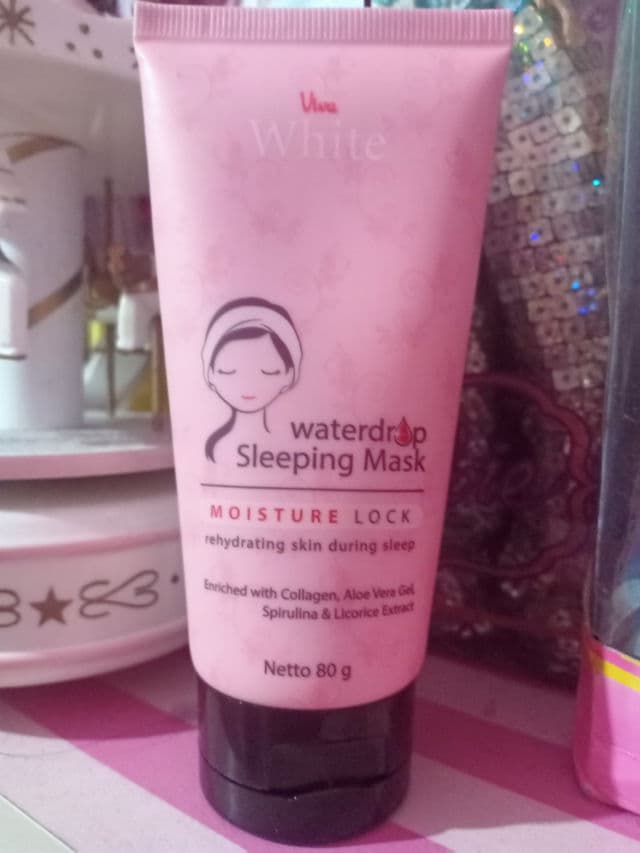 Viva
White
waterdrop
Sleeping Mask
MOISTURE LOCK
rehydrating skin during sleep
Enriched with Collagen, Aloe Vera Gel,
Spirulina & Licorice Extract
Netto 80 g